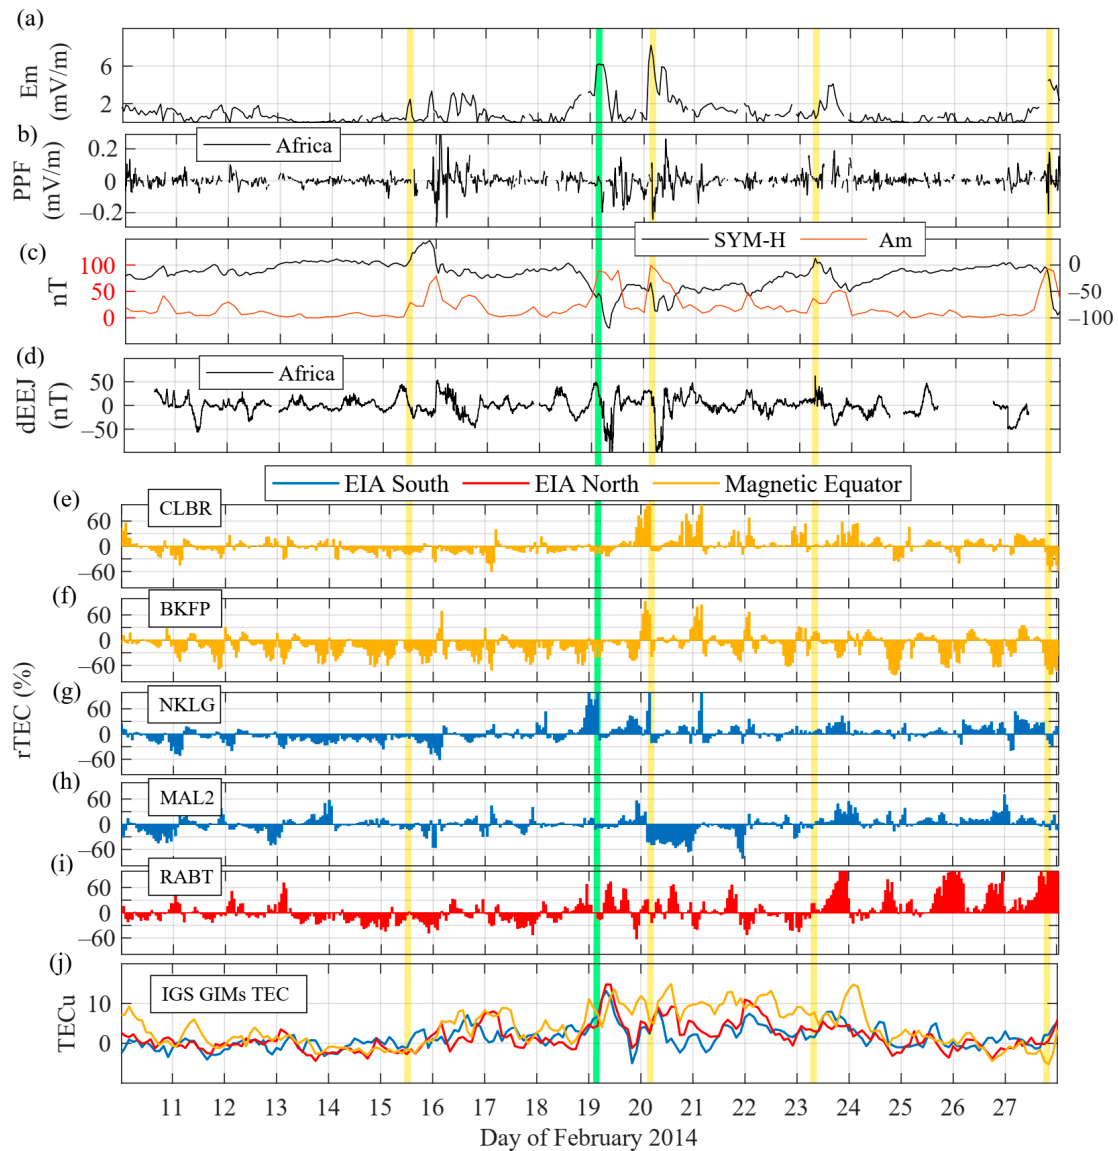 (a)
Em
(mV/m)
6
2
b)
PPF
(mV/m)
0.2
0
−0.2
Africa
(c)
nT
100
50
0
SYM-H Am
0
−50
−100
(d)
dEEJ
(nT)
50
0
−50
Africa
EIA South EIA North Magnetic Equator
rTEC (%)
(e)
CLBR
60
0
−60
(f)
BKFP
60
0
−60
(g)
NKLG
60
0
−60
(h)
MAL2
60
0
−60
(i)
RABT
60
0
−60
(j)
IGS GIMs TEC
TECu
10
0
11 12 13 14 15 16 17 18 19 20 21 22 23 24 25 26 27
Day of February 2014